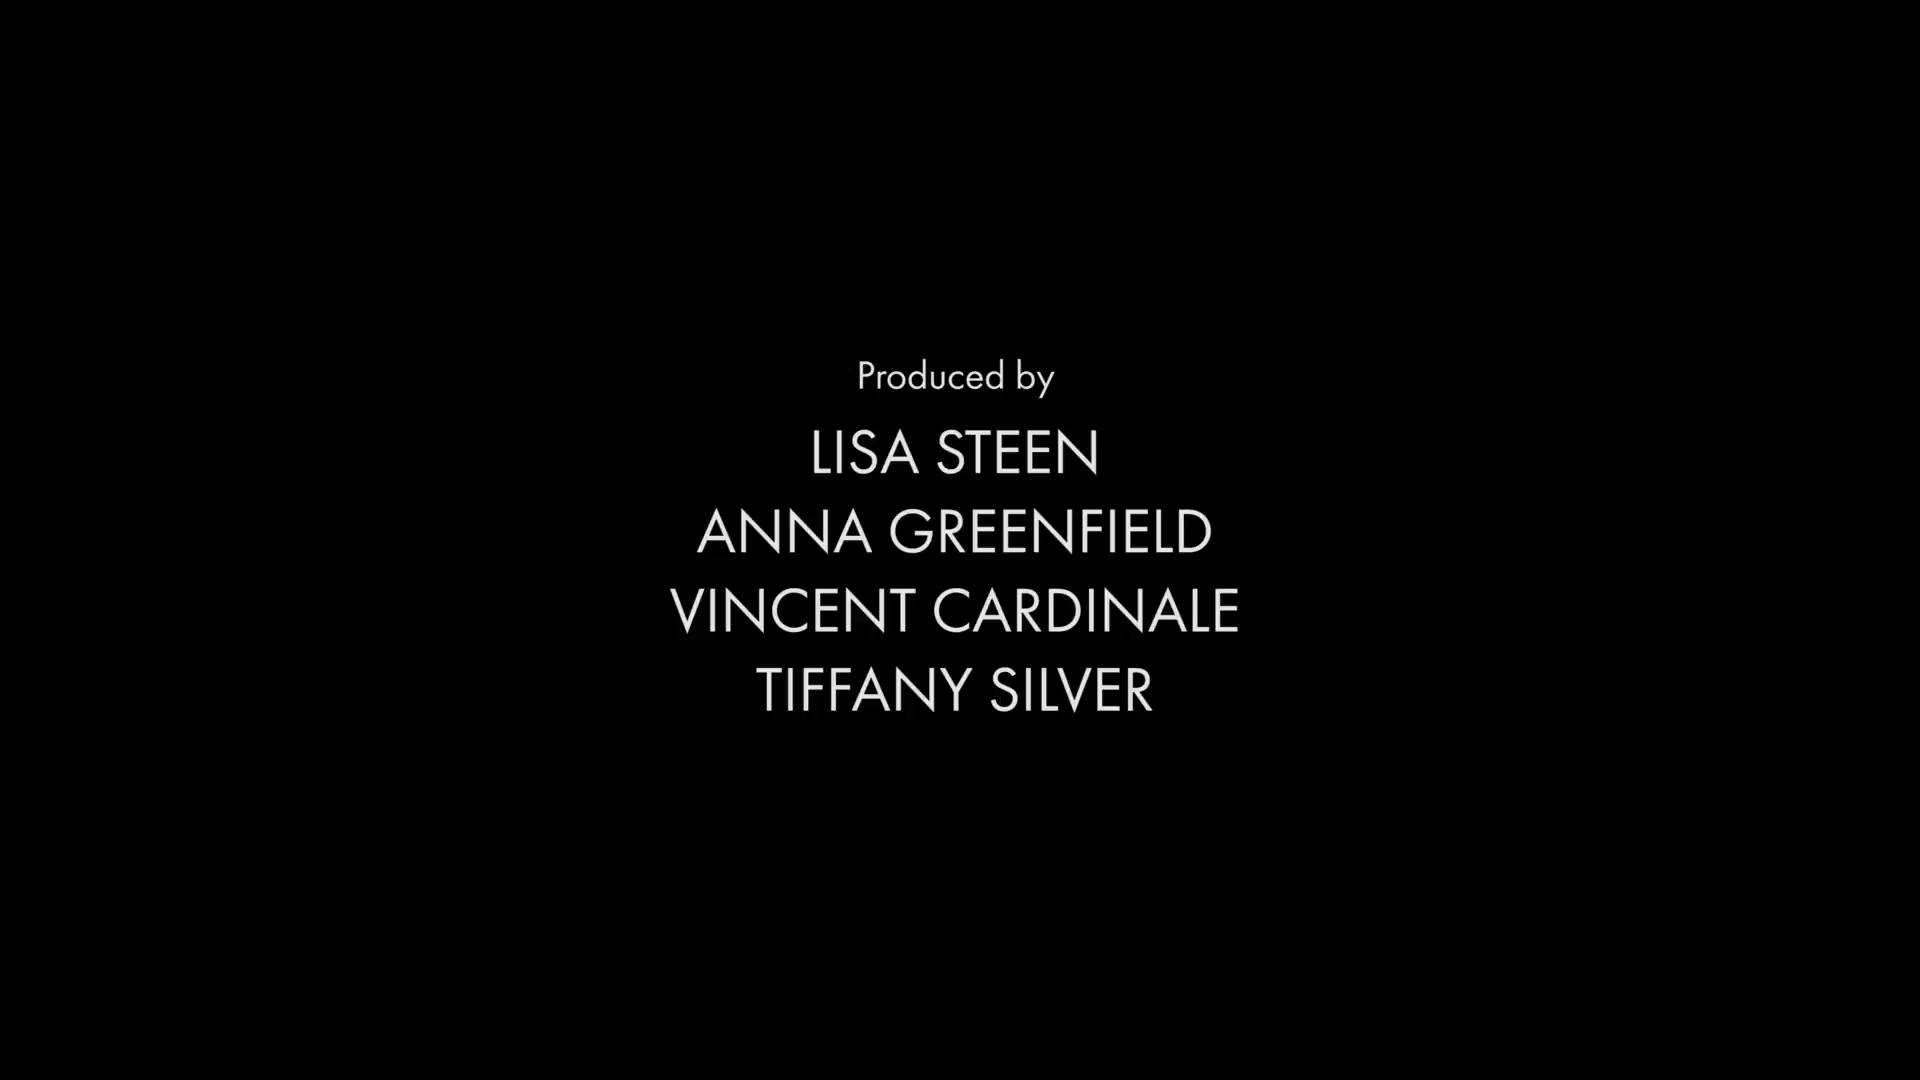 Produced by
LISA STEEN
ANNA GREENFIELD
VINCENT CARDINALE
TIFFANY SILVER